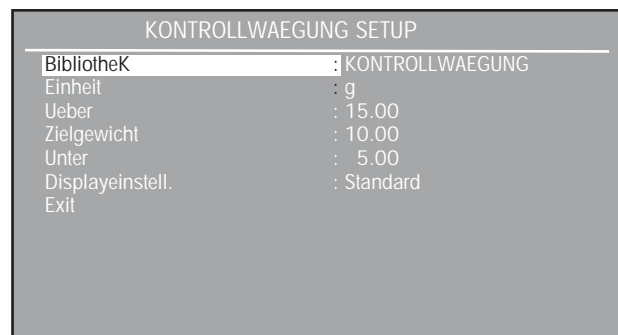 KONTROLLWAEGUNG SETUP
BibliotheK : KONTROLLWAEGUNG
Einheit : g
Ueber : 15.00
Zielgewicht : 10.00
Unter : 5.00
Displayeinstell. : Standard
Exit